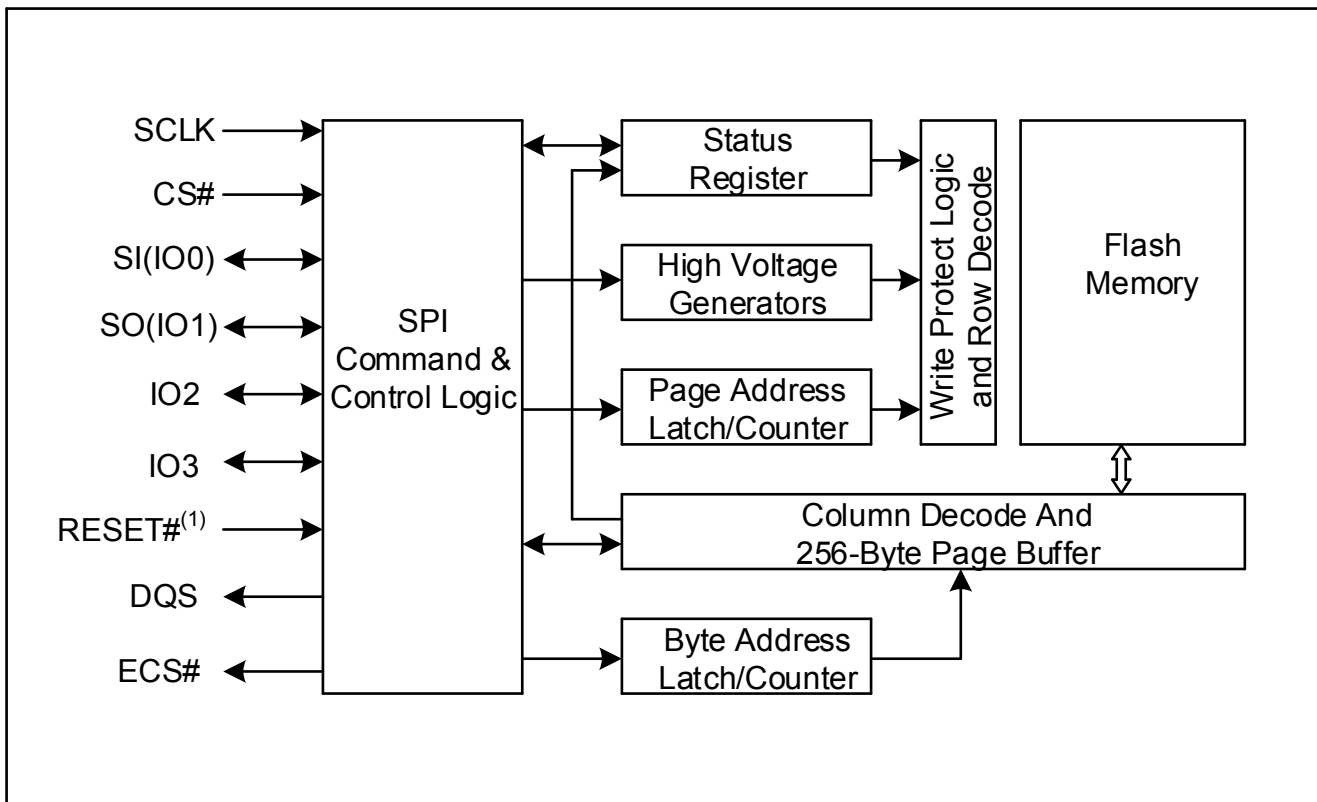 SCLK
CS#
SI(IO0)
SO(IO1)
IO2
IO3
RESET#(1)
DQS
ECS#
SPI
Command &
Control Logic
Status
Register
High Voltage
Generators
Page Address
Latch/Counter
Write Protect Logic
and Row Decode
Flash
Memory
Column Decode And
256-Byte Page Buffer
Byte Address
Latch/Counter